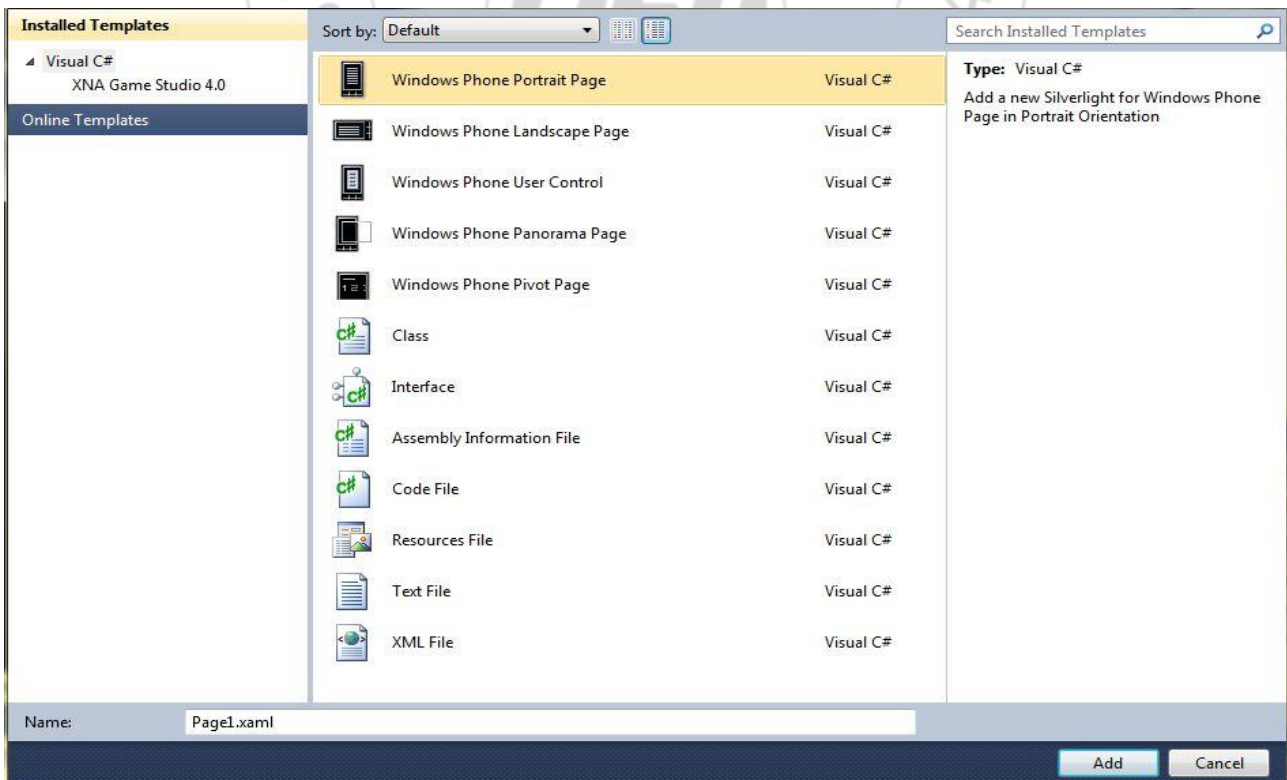 Installed Templates
Sort by: Default
Search Installed Templates
Visual C#
XNA Game Studio 4.0
Online Templates
Windows Phone Portrait Page Visual C#
Windows Phone Landscape Page Visual C#
Windows Phone User Control Visual C#
Windows Phone Panorama Page Visual C#
Windows Phone Pivot Page Visual C#
Class Visual C#
Interface Visual C#
Assembly Information File Visual C#
Code File Visual C#
Resources File Visual C#
Text File Visual C#
XML File Visual C#
Type: Visual C#
Add a new Silverlight for Windows Phone
Page in Portrait Orientation
Name: Page1.xaml
Add Cancel